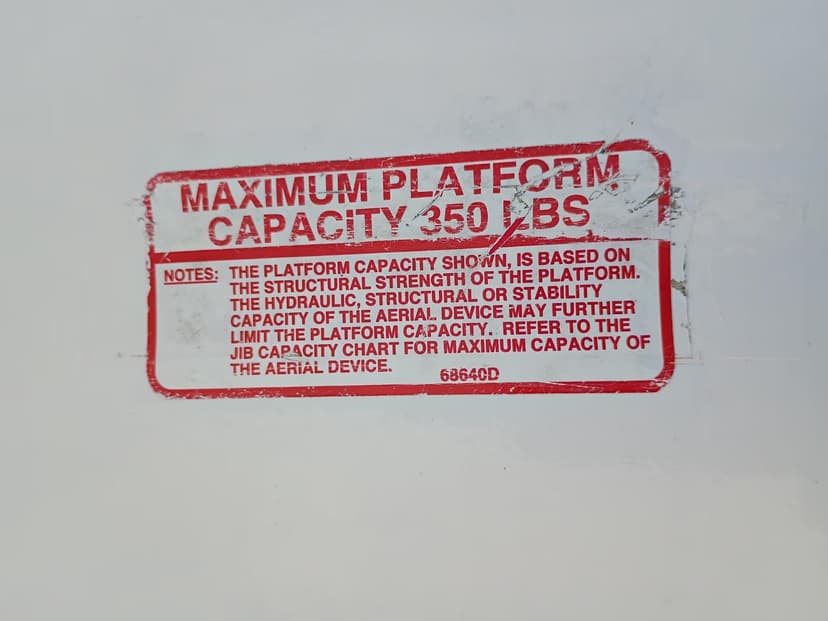 MAXIMUM PLATFORM
CAPACITY 350 LBS
NOTES: THE PLATFORM CAPACITY SHOWN, IS BASED ON
THE STRUCTURAL STRENGTH OF THE PLATFORM.
THE HYDRAULIC, STRUCTURAL OR STABILITY
CAPACITY OF THE AERIAL DEVICE MAY FURTHER
LIMIT THE PLATFORM CAPACITY. REFER TO THE
JIB CAPACITY CHART FOR MAXIMUM CAPACITY OF
THE AERIAL DEVICE. 68640D